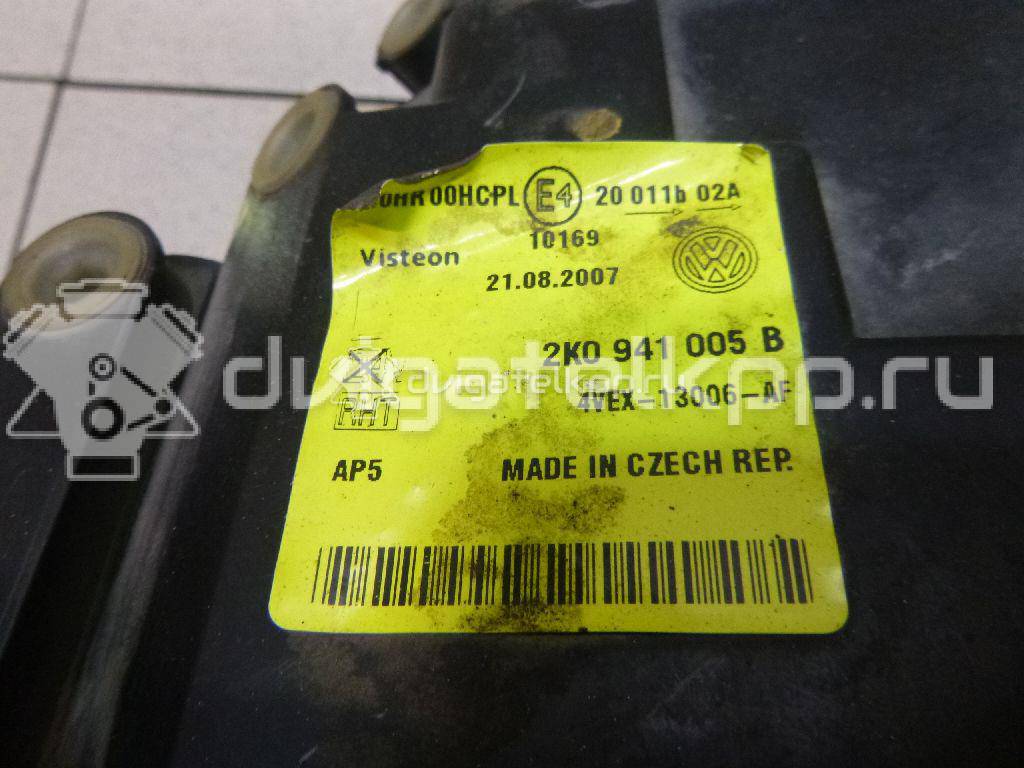 00HCPL E4 20 011b 02A
10169
Visteon
21.08.2007
VW
2K0 941 005 B
4VEX-13006-AF
AP5 MADE IN CZECH REP.
dvigatelkpp.ru